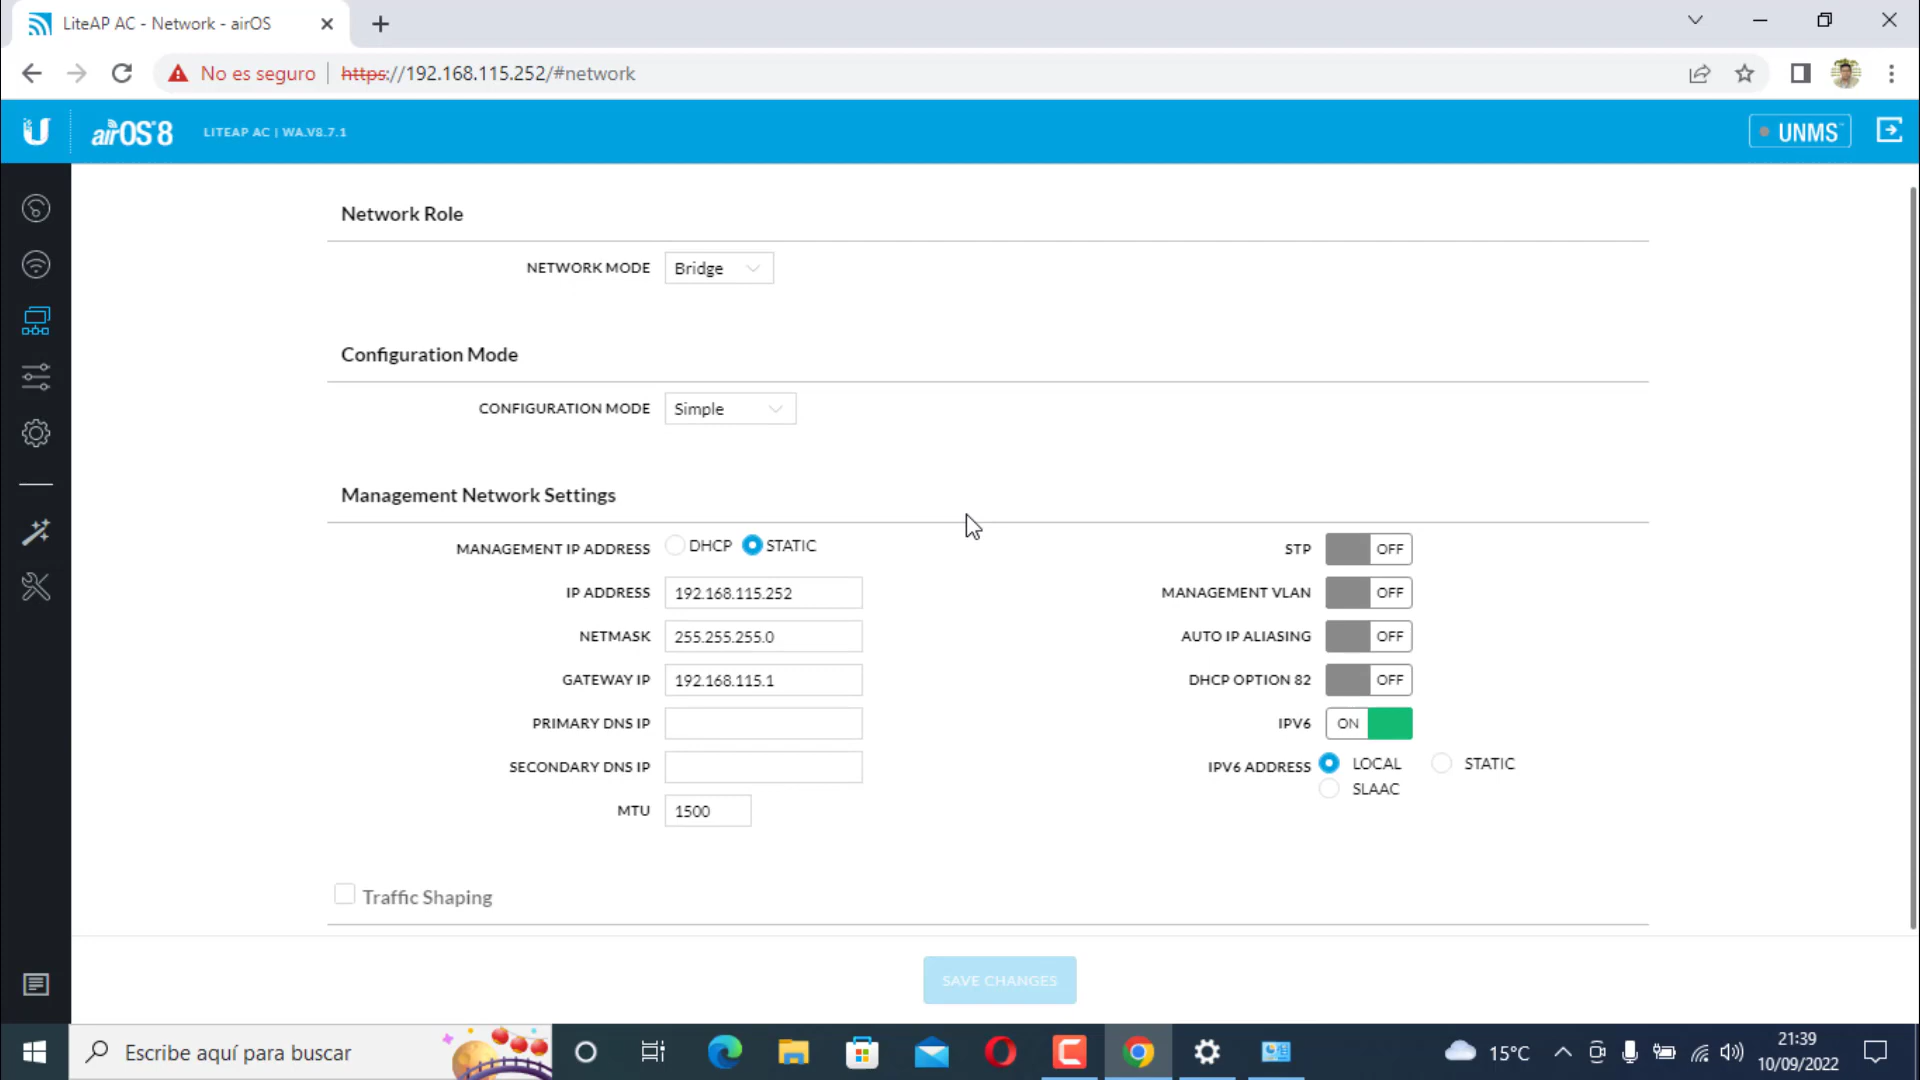 LiteAP AC - Network - airOS
No es seguro https://192.168.115.252/#network
airOS 8 LITEAP AC | WA.V8.7.1 UNMS
Network Role
NETWORK MODE Bridge
Configuration Mode
CONFIGURATION MODE Simple
Management Network Settings
MANAGEMENT IP ADDRESS DHCP STATIC STP OFF
IP ADDRESS 192.168.115.252 MANAGEMENT VLAN OFF
NETMASK 255.255.255.0 AUTO IP ALIASING OFF
GATEWAY IP 192.168.115.1 DHCP OPTION 82 OFF
PRIMARY DNS IP IPV6 ON
SECONDARY DNS IP IPV6 ADDRESS LOCAL STATIC
SLAAC
MTU 1500
Traffic Shaping
SAVE CHANGES
Escribe aquí para buscar 15°C 21:39
10/09/2022